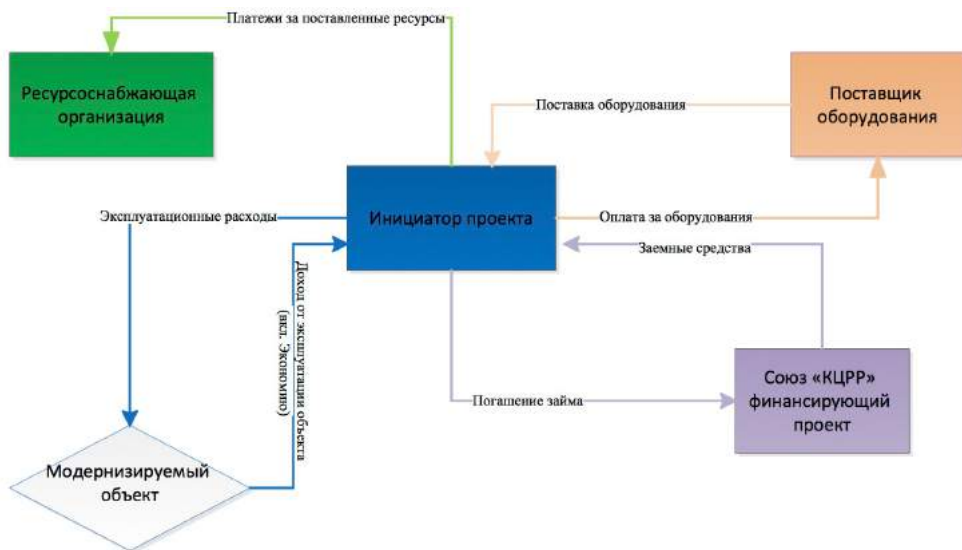 Платежи за поставленные ресурсы
Ресурсоснабжающая
организация
Поставка оборудования
Поставщик
оборудования
Эксплуатационные расходы
Инициатор проекта
Оплата за оборудования
Заемные средства
Доход от эксплуатации объекта
(вкл. Экономию)
Погашение займа
Союз «КЦРР»
финансирующий
проект
Модернизируемый
объект